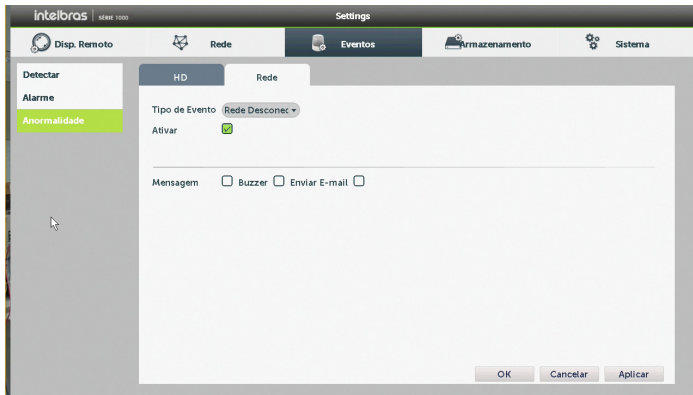 intelbras SÉRIE 1000
Settings
Disp. Remoto Rede Eventos Armazenamento Sistema
Detectar
Alarme
Anormalidade
HD Rede
Tipo de Evento Rede Desconec
Ativar
Mensagem Buzzer Enviar E-mail
OK Cancelar Aplicar